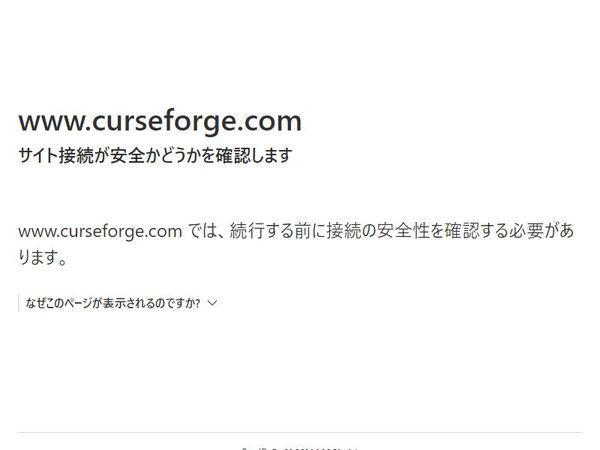 www.curseforge.com
サイト接続が安全かどうかを確認します
www.curseforge.com では、続行する前に接続の安全性を確認する必要があ
ります。
なぜこのページが表示されるのですか?